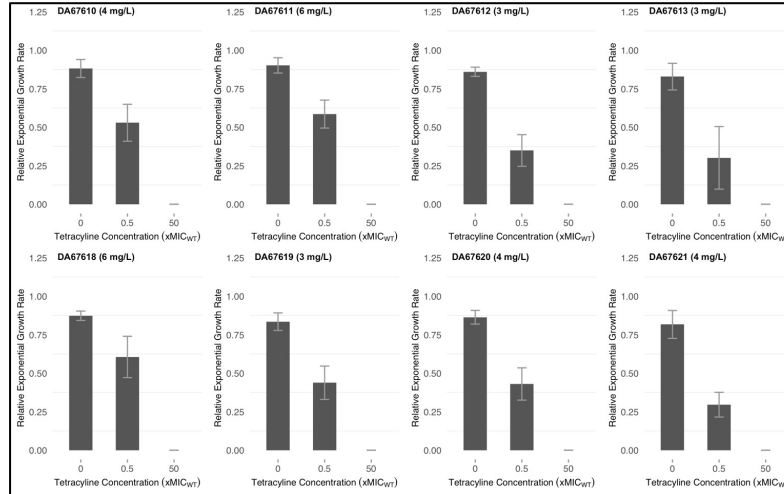 DA67610 (4 mg/L)
1.25
1.00
0.75
0.50
0.25
0.00
Relative Exponential Growth Rate
0 0.5 50
Tetracyline Concentration (xMICWT)
DA67611 (6 mg/L)
1.25
1.00
0.75
0.50
0.25
0.00
Relative Exponential Growth Rate
0 0.5 50
Tetracyline Concentration (xMICWT)
DA67612 (3 mg/L)
1.25
1.00
0.75
0.50
0.25
0.00
Relative Exponential Growth Rate
0 0.5 50
Tetracyline Concentration (xMICWT)
DA67613 (3 mg/L)
1.25
1.00
0.75
0.50
0.25
0.00
Relative Exponential Growth Rate
0 0.5 50
Tetracyline Concentration (xMICWT)
DA67618 (6 mg/L)
1.25
1.00
0.75
0.50
0.25
0.00
Relative Exponential Growth Rate
0 0.5 50
Tetracyline Concentration (xMICWT)
DA67619 (3 mg/L)
1.25
1.00
0.75
0.50
0.25
0.00
Relative Exponential Growth Rate
0 0.5 50
Tetracyline Concentration (xMICWT)
DA67620 (4 mg/L)
1.25
1.00
0.75
0.50
0.25
0.00
Relative Exponential Growth Rate
0 0.5 50
Tetracyline Concentration (xMICWT)
DA67621 (4 mg/L)
1.25
1.00
0.75
0.50
0.25
0.00
Relative Exponential Growth Rate
0 0.5 50
Tetracyline Concentration (xMICWT)